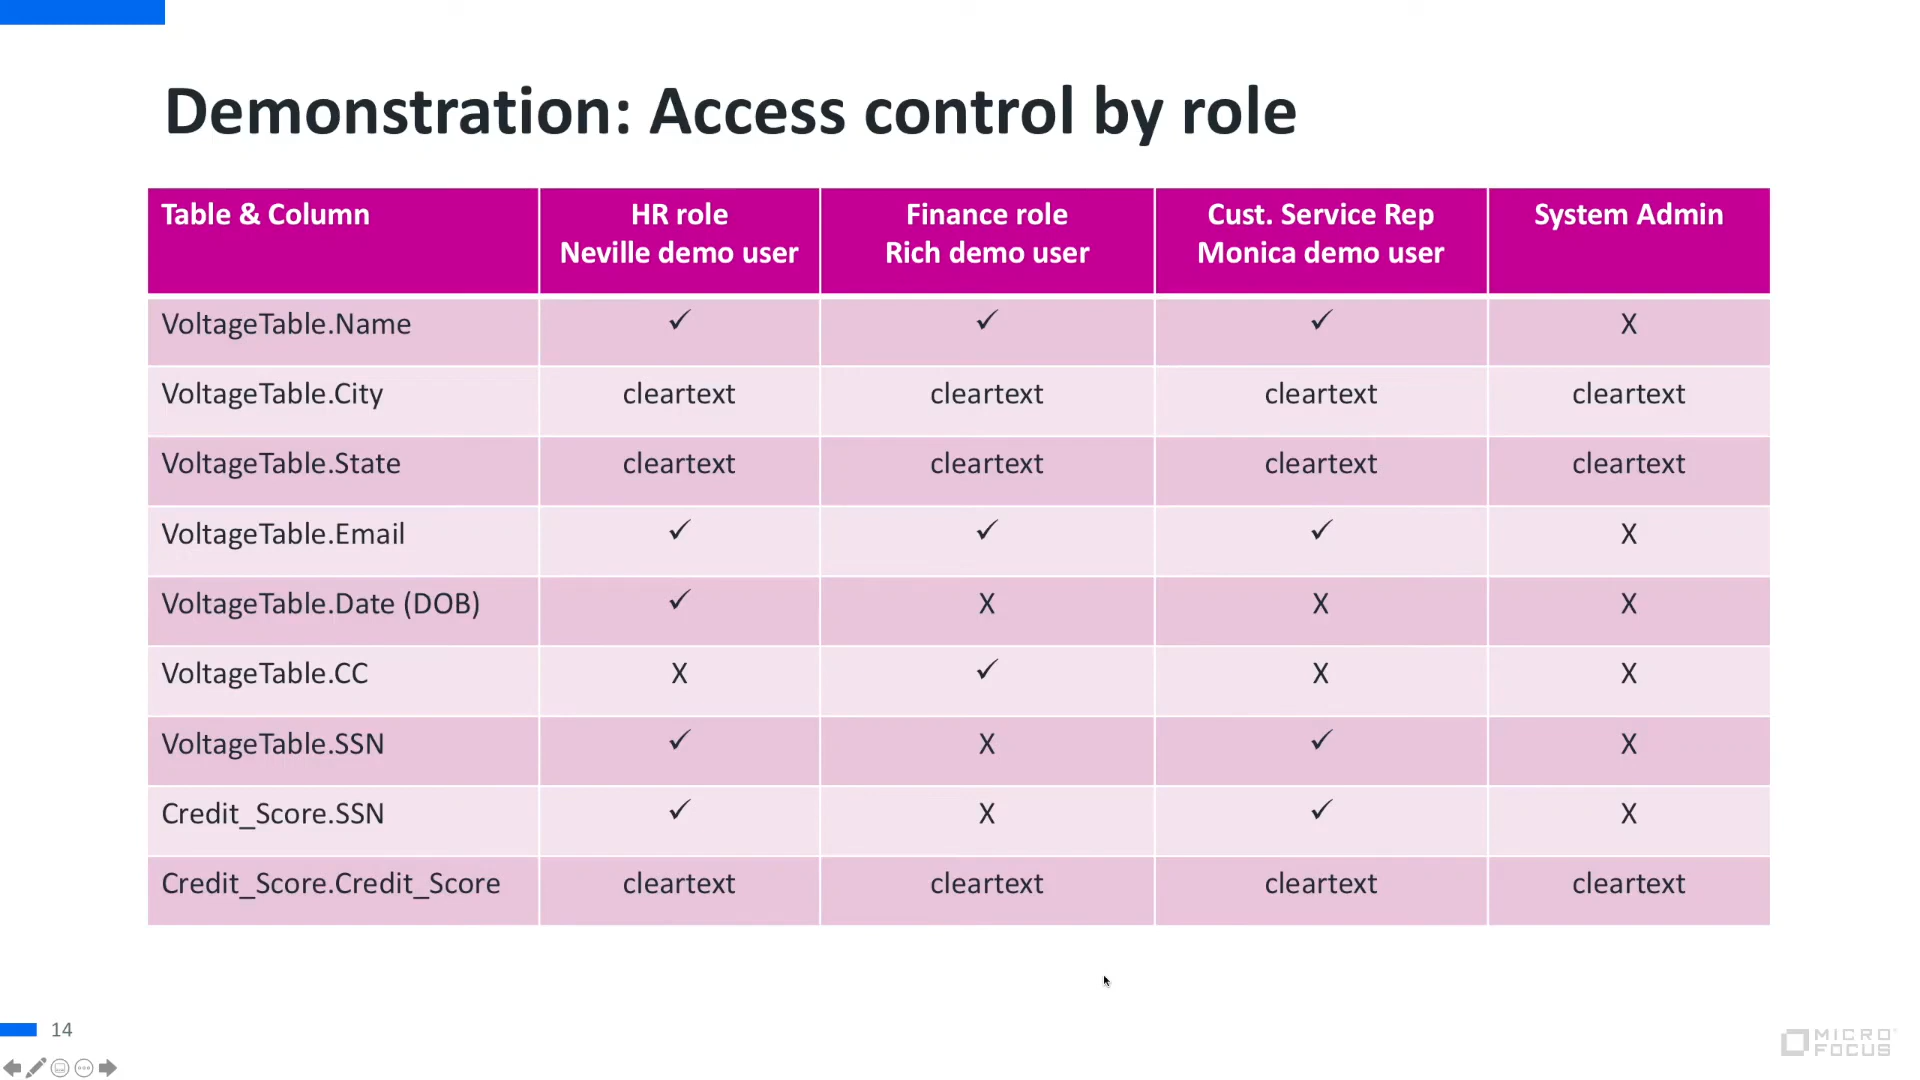 Demonstration: Access control by role
Table & Column HR role Finance role Cust. Service Rep System Admin
Neville demo user Rich demo user Monica demo user
VoltageTable.Name ✓ ✓ ✓ X
VoltageTable.City cleartext cleartext cleartext cleartext
VoltageTable.State cleartext cleartext cleartext cleartext
VoltageTable.Email ✓ ✓ ✓ X
VoltageTable.Date (DOB) ✓ X X X
VoltageTable.CC X ✓ X X
VoltageTable.SSN ✓ X ✓ X
Credit_Score.SSN ✓ X ✓ X
Credit_Score.Credit_Score cleartext cleartext cleartext cleartext
14
MICRO
FOCUS